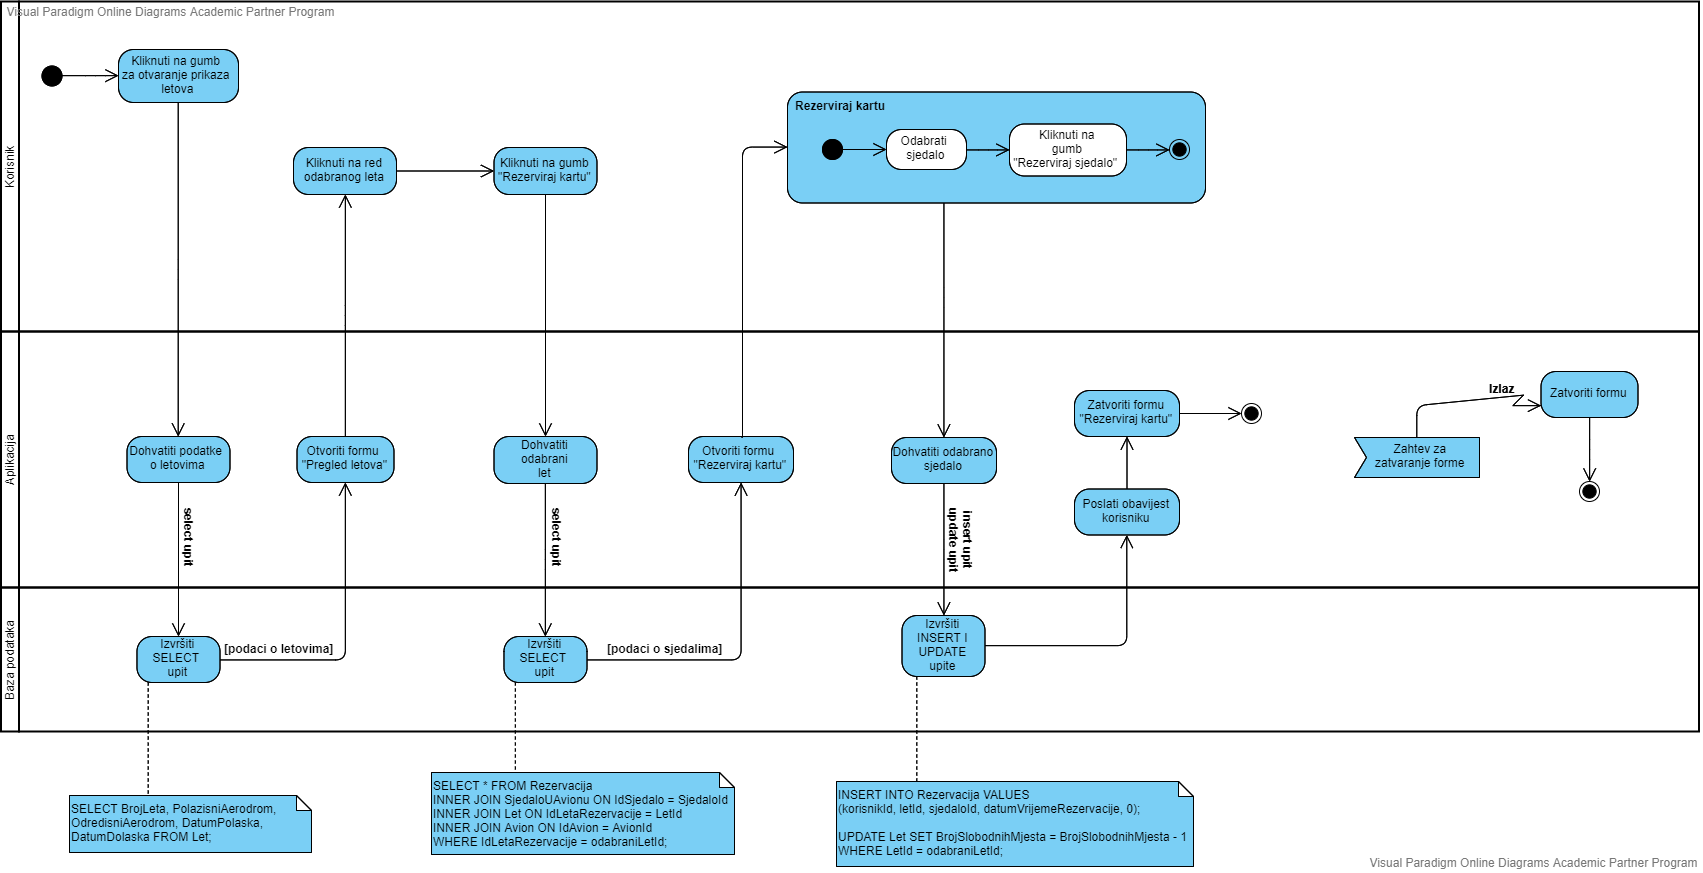 Visual Paradigm Online Diagrams Academic Partner Program
Korisnik
Kliknuti na gumb
za otvaranje prikaza
letova
Kliknuti na red
odabranog leta
Kliknuti na gumb
"Rezerviraj kartu"
Rezerviraj kartu
Odabrati
sjedalo
Kliknuti na
gumb
"Rezerviraj sjedalo"
Aplikacija
Dohvatiti podatke
o letovima
select upit
Otvoriti formu
"Pregled letova"
Dohvatiti
odabrani
let
select upit
Otvoriti formu
"Rezerviraj kartu"
Dohvatiti odabrano
sjedalo
insert upit
update upit
Zatvoriti formu
"Rezerviraj kartu"
Poslati obavijest
korisniku
Izlaz
Zahtev za
zatvaranje forme
Zatvoriti formu
Baza podataka
Izvršiti
SELECT
upit
[podaci o letovima]
Izvršiti
SELECT
upit
[podaci o sjedalima]
Izvršiti
INSERT I
UPDATE
upite
SELECT BrojLeta, PolazisniAerodrom,
OdredisniAerodrom, DatumPolaska,
DatumDolaska FROM Let;
SELECT * FROM Rezervacija
INNER JOIN SjedaloUAvionu ON IdSjedalo = SjedaloId
INNER JOIN Let ON IdLetaRezervacije = LetId
INNER JOIN Avion ON IdAvion = AvionId
WHERE IdLetaRezervacije = odabraniLetId;
INSERT INTO Rezervacija VALUES
(korisnikId, letId, sjedaloId, datumVrijemeRezervacije, 0);
UPDATE Let SET BrojSlobodnihMjesta = BrojSlobodnihMjesta - 1
WHERE LetId = odabraniLetId;
Visual Paradigm Online Diagrams Academic Partner Program